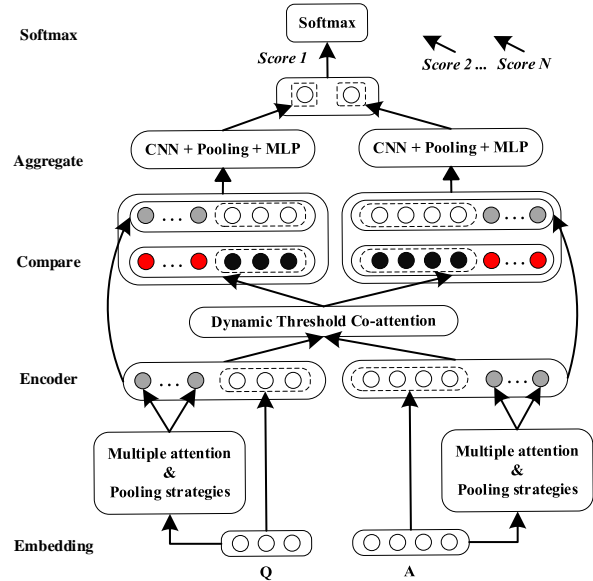 Softmax
Softmax
Score 1
Score 2 ... Score N
Aggregate
CNN + Pooling + MLP
CNN + Pooling + MLP
...
...
Compare
...
...
Dynamic Threshold Co-attention
Encoder
...
...
Multiple attention
&
Pooling strategies
Multiple attention
&
Pooling strategies
Embedding
Q
A